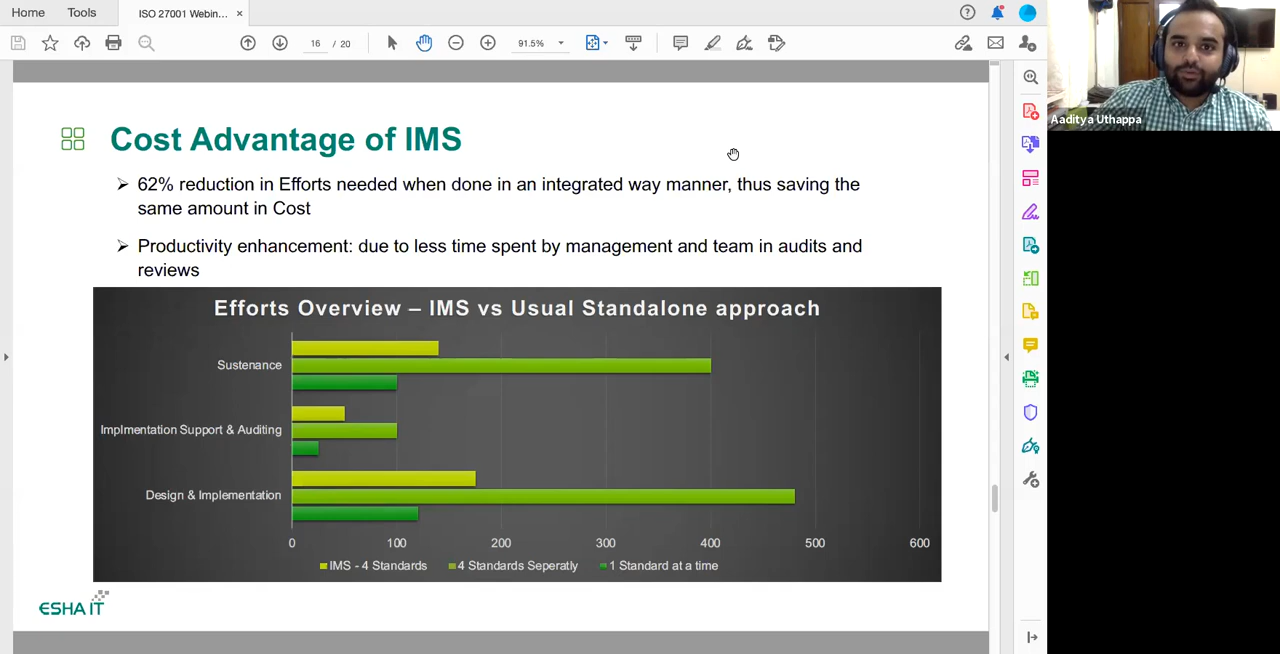 Home Tools ISO 27001 Webin... ×
16 / 20 91.5%
Aaditya Uthappa
Cost Advantage of IMS
➢ 62% reduction in Efforts needed when done in an integrated way manner, thus saving the
same amount in Cost
➢ Productivity enhancement: due to less time spent by management and team in audits and
reviews
Efforts Overview – IMS vs Usual Standalone approach
Sustenance
Implmentation Support & Auditing
Design & Implementation
0 100 200 300 400 500 600
IMS - 4 Standards 4 Standards Seperatly 1 Standard at a time
ESHA IT